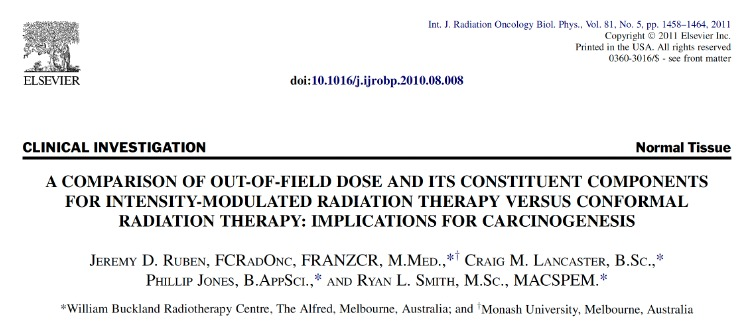 Int. J. Radiation Oncology Biol. Phys., Vol. 81, No. 5, pp. 1458–1464, 2011
Copyright © 2011 Elsevier Inc.
Printed in the USA. All rights reserved
0360-3016/$ - see front matter
ELSEVIER
doi:10.1016/j.ijrobp.2010.08.008
CLINICAL INVESTIGATION Normal Tissue
A COMPARISON OF OUT-OF-FIELD DOSE AND ITS CONSTITUENT COMPONENTS
FOR INTENSITY-MODULATED RADIATION THERAPY VERSUS CONFORMAL
RADIATION THERAPY: IMPLICATIONS FOR CARCINOGENESIS
JEREMY D. RUBEN, FCRADONC, FRANZCR, M.MED.,*† CRAIG M. LANCASTER, B.SC.,*
PHILLIP JONES, B.APPSCI.,* AND RYAN L. SMITH, M.SC., MACSPEM.*
*William Buckland Radiotherapy Centre, The Alfred, Melbourne, Australia; and †Monash University, Melbourne, Australia